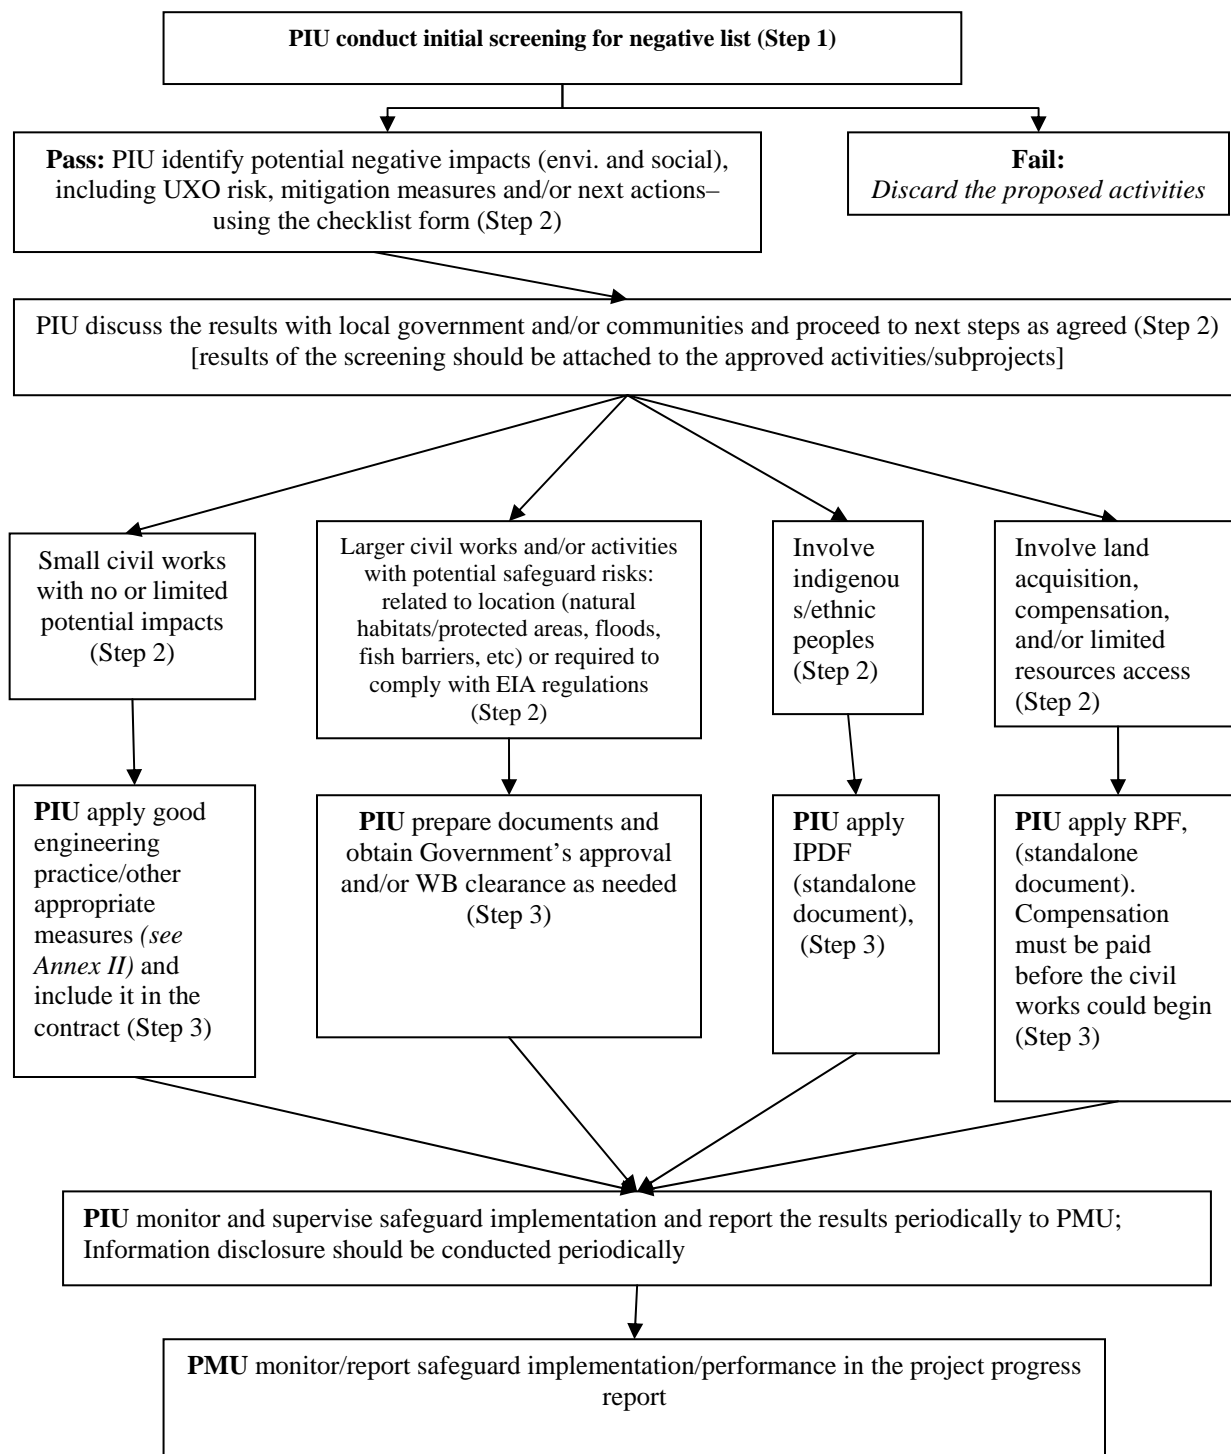 PIU conduct initial screening for negative list (Step 1)
Pass: PIU identify potential negative impacts (envi. and social),
including UXO risk, mitigation measures and/or next actions–
using the checklist form (Step 2)
Fail:
Discard the proposed activities
PIU discuss the results with local government and/or communities and proceed to next steps as agreed (Step 2)
[results of the screening should be attached to the approved activities/subprojects]
Small civil works
with no or limited
potential impacts
(Step 2)
Larger civil works and/or activities
with potential safeguard risks:
related to location (natural
habitats/protected areas, floods,
fish barriers, etc) or required to
comply with EIA regulations
(Step 2)
Involve
indigenou
s/ethnic
peoples
(Step 2)
Involve land
acquisition,
compensation,
and/or limited
resources access
(Step 2)
PIU apply good
engineering
practice/other
appropriate
measures (see
Annex II) and
include it in the
contract (Step 3)
PIU prepare documents and
obtain Government’s approval
and/or WB clearance as needed
(Step 3)
PIU apply
IPDF
(standalone
document),
(Step 3)
PIU apply RPF,
(standalone
document).
Compensation
must be paid
before the civil
works could begin
(Step 3)
PIU monitor and supervise safeguard implementation and report the results periodically to PMU;
Information disclosure should be conducted periodically
PMU monitor/report safeguard implementation/performance in the project progress
report